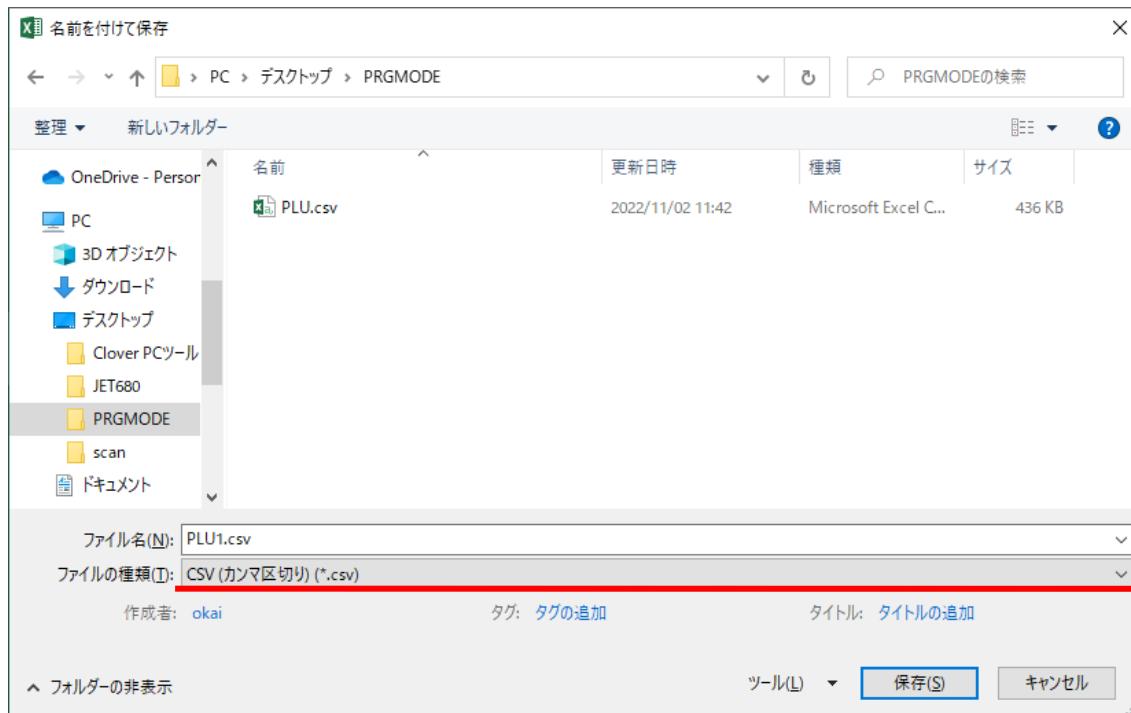 名前を付けて保存
PC › デスクトップ › PRGMODE
PRGMODEの検索
整理 新しいフォルダー
OneDrive - Person
PC
3D オブジェクト
ダウンロード
デスクトップ
Clover PCツール
JET680
PRGMODE
scan
ドキュメント
名前 更新日時 種類 サイズ
PLU.csv 2022/11/02 11:42 Microsoft Excel C... 436 KB
ファイル名(N): PLU1.csv
ファイルの種類(T): CSV (カンマ区切り) (*.csv)
作成者: okai タグ: タグの追加 タイトル: タイトルの追加
フォルダーの非表示 ツール(L) 保存(S) キャンセル